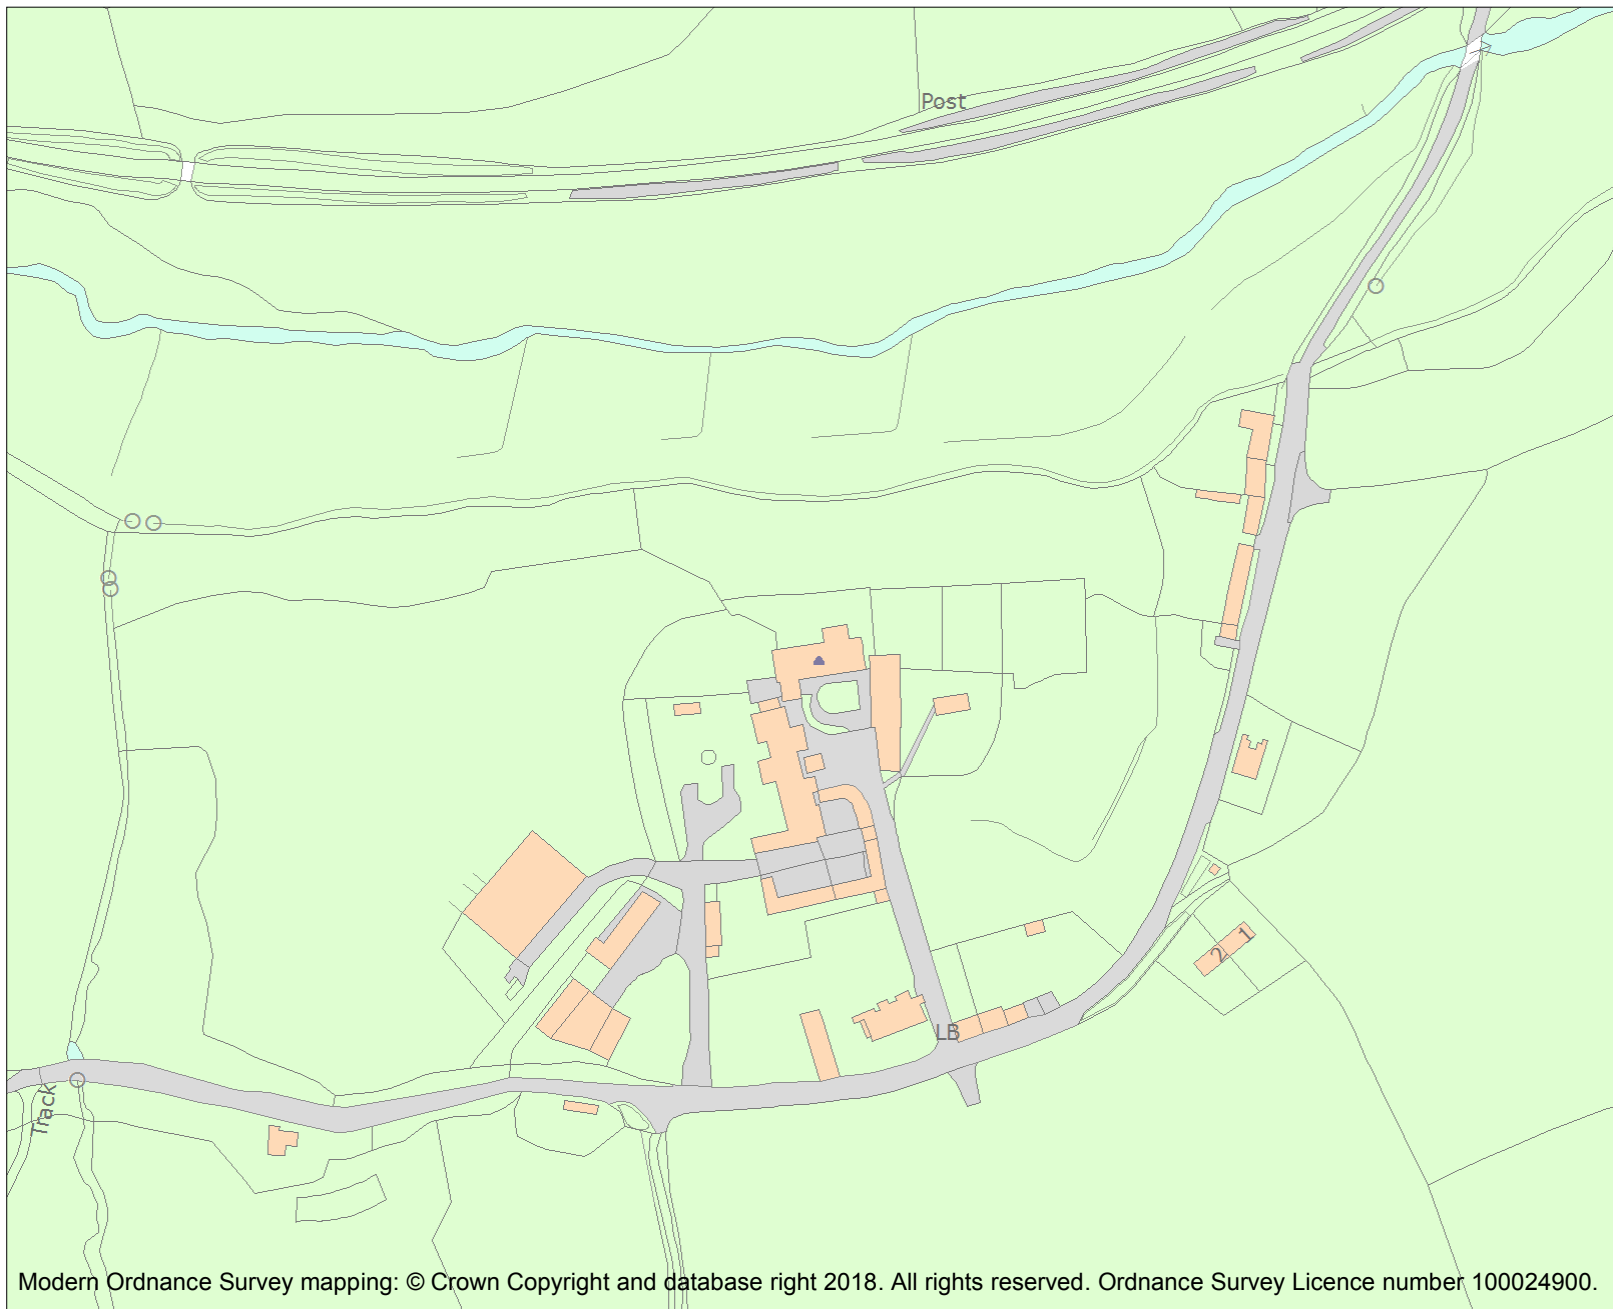 Post
2 1
LB
Track
Modern Ordnance Survey mapping: © Crown Copyright and database right 2018. All rights reserved. Ordnance Survey Licence number 100024900.